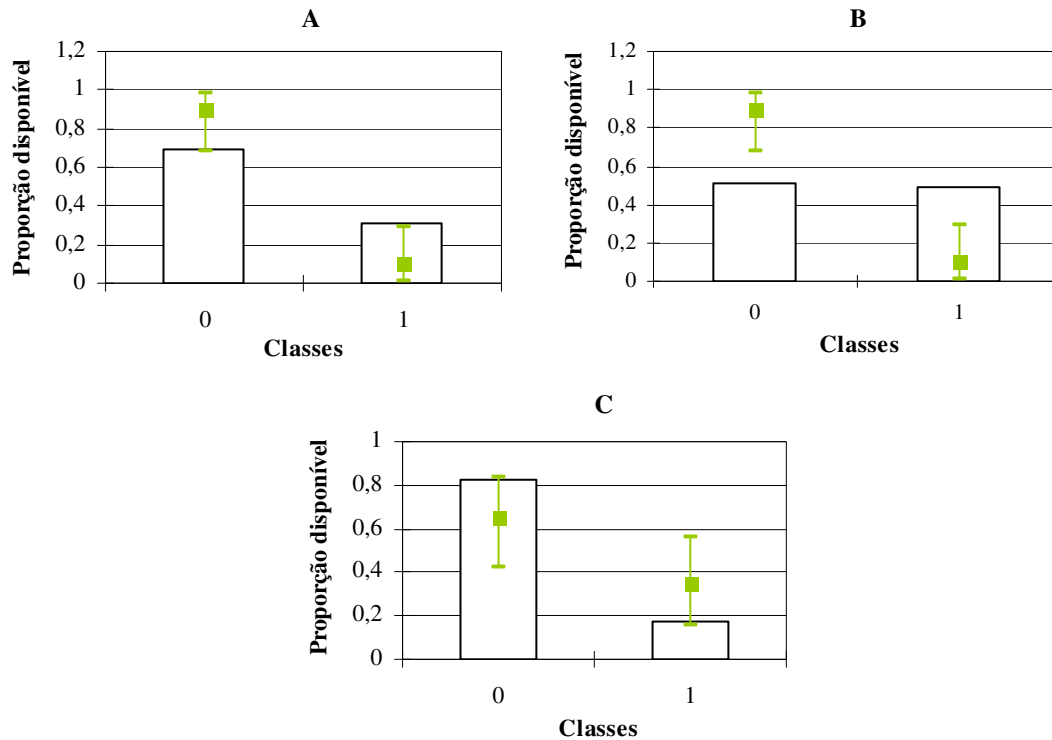 A
Proporção disponível
1,2
1
0,8
0,6
0,4
0,2
0
0 1
Classes
B
Proporção disponível
1,2
1
0,8
0,6
0,4
0,2
0
0 1
Classes
C
Proporção disponível
1
0,8
0,6
0,4
0,2
0
0 1
Classes